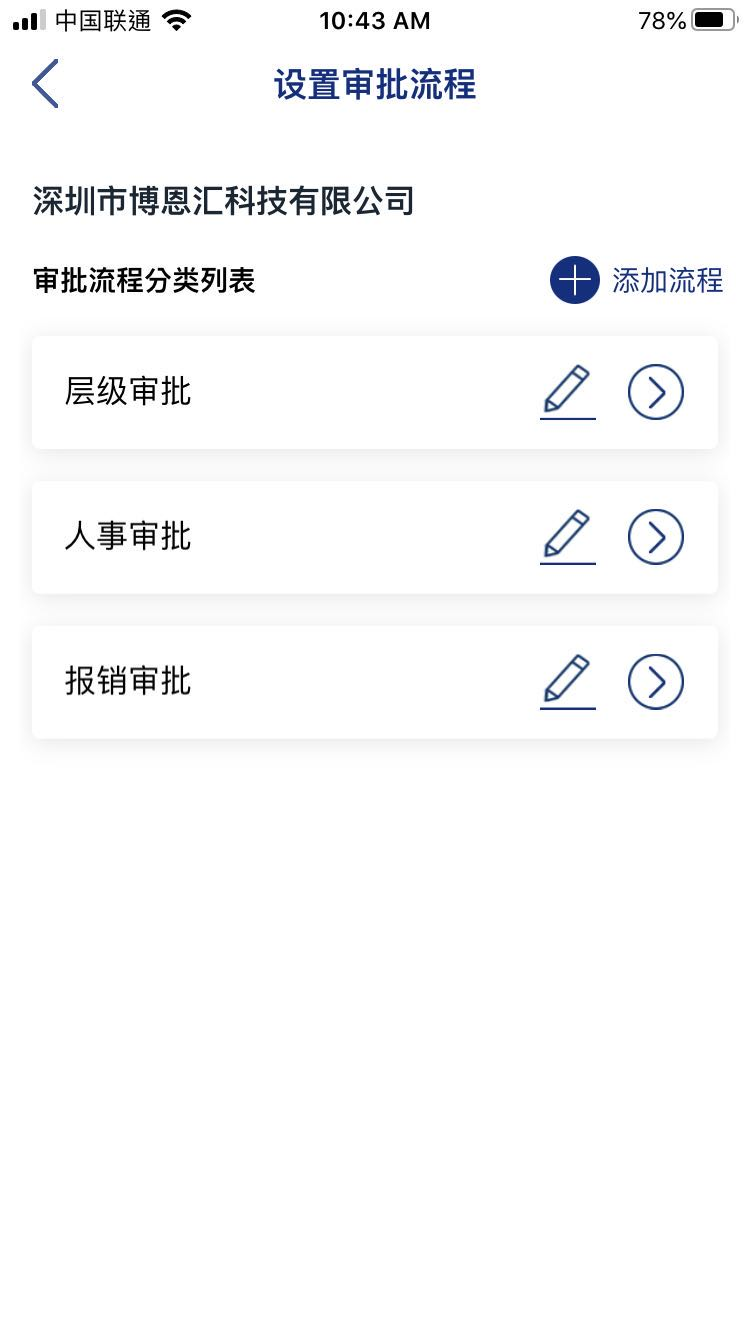 中国联通
10:43 AM
78%
设置审批流程
深圳市博恩汇科技有限公司
审批流程分类列表
添加流程
层级审批
人事审批
报销审批